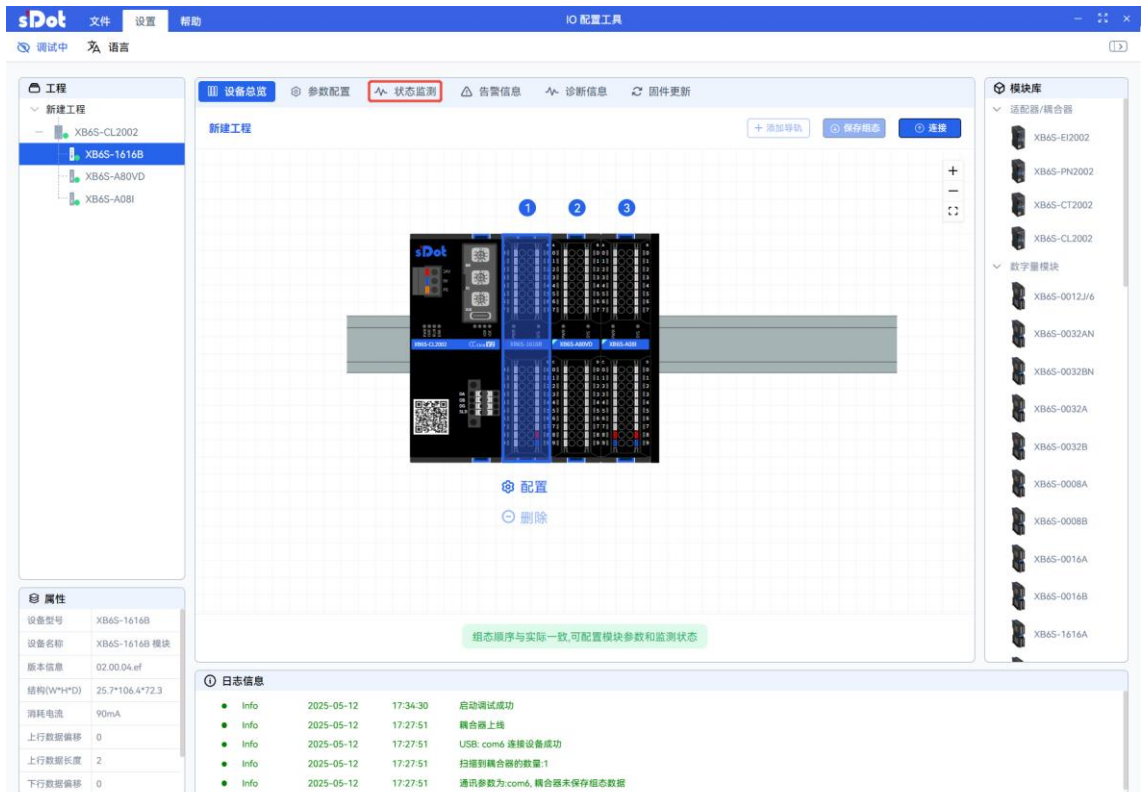 sDot 文件 设置 帮助 IO 配置工具
调试中 语言
工程
新建工程
XB6S-CL2002
XB6S-1616B
XB6S-A80VD
XB6S-A08I
设备总览 参数配置 状态监测 告警信息 诊断信息 固件更新
新建工程 添加导轨 保存组态 连接
1 2 3
sDot
XB6S-CL2002 XB6S-1616B XB6S-A80VD XB6S-A08I
配置
删除
组态顺序与实际一致,可配置模块参数和监测状态
模块库
适配器/耦合器
XB6S-EI2002
XB6S-PN2002
XB6S-CT2002
XB6S-CL2002
数字量模块
XB6S-0012J/6
XB6S-0032AN
XB6S-0032BN
XB6S-0032A
XB6S-0032B
XB6S-0008A
XB6S-0008B
XB6S-0016A
XB6S-0016B
XB6S-1616A
属性
设备型号 XB6S-1616B
设备名称 XB6S-1616B 模块
版本信息 02.00.04.ef
结构(W*H*D) 25.7*106.4*72.3
消耗电流 90mA
上行数据偏移 0
上行数据长度 2
下行数据偏移 0
日志信息
Info 2025-05-12 17:34:30 启动调试成功
Info 2025-05-12 17:27:51 耦合器上线
Info 2025-05-12 17:27:51 USB: com6 连接设备成功
Info 2025-05-12 17:27:51 扫描到耦合器的数量:1
Info 2025-05-12 17:27:51 通讯参数为:com6, 耦合器未保存组态数据